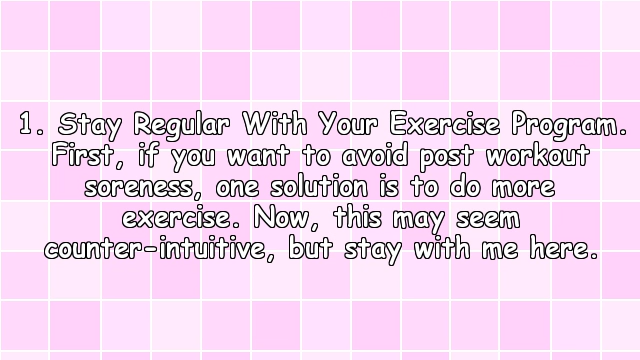 1. Stay Regular With Your Exercise Program.
First, if you want to avoid post workout
soreness, one solution is to do more
exercise. Now, this may seem
counter-intuitive, but stay with me here.